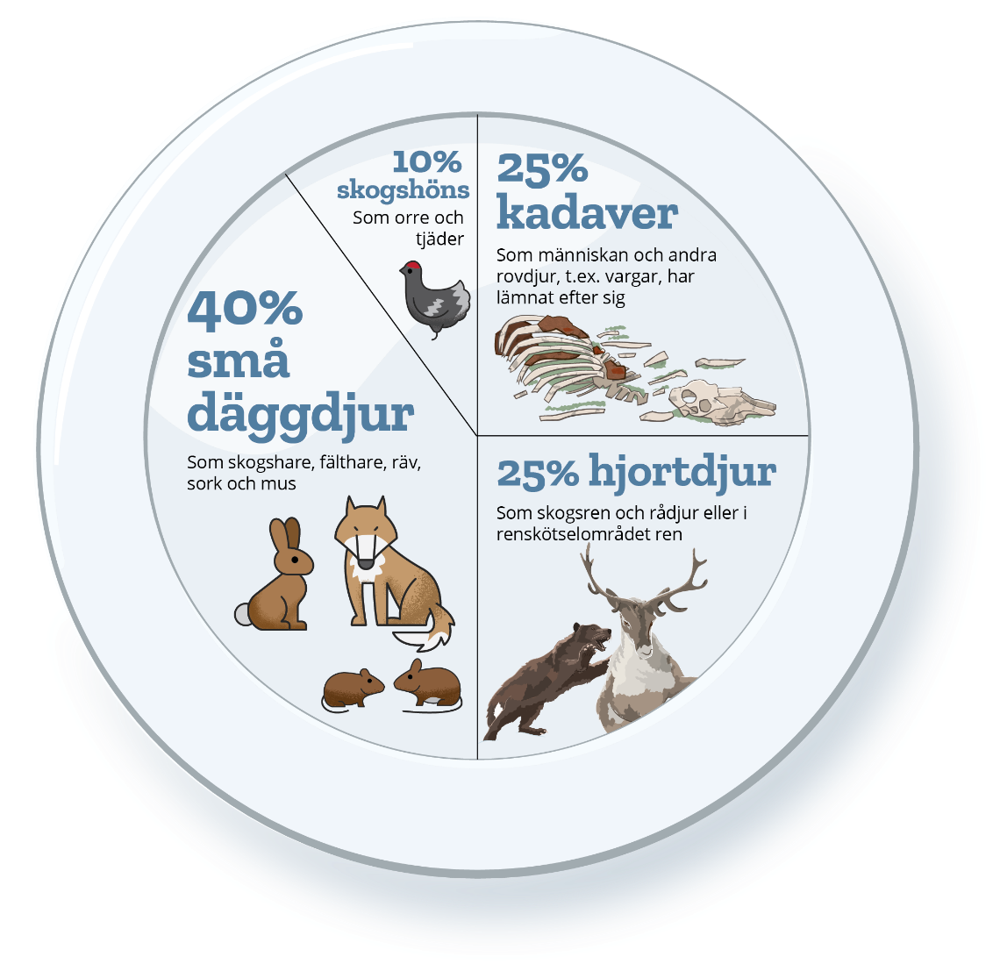 10%
skogshöns
Som orre och
tjäder
25%
kadaver
Som människan och andra
rovdjur, t.ex. vargar, har
lämnat efter sig
40%
små
däggdjur
Som skogshare, fälthare, räv,
sork och mus
25% hjortdjur
Som skogsren och rådjur eller i
renskötselområdet ren